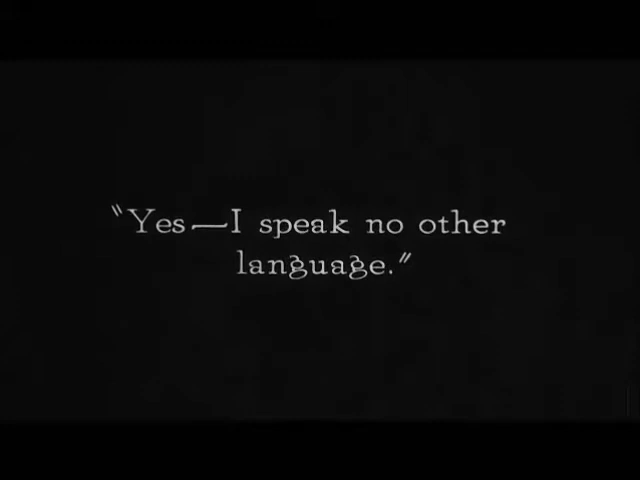 "Yes—I speak no other
language."